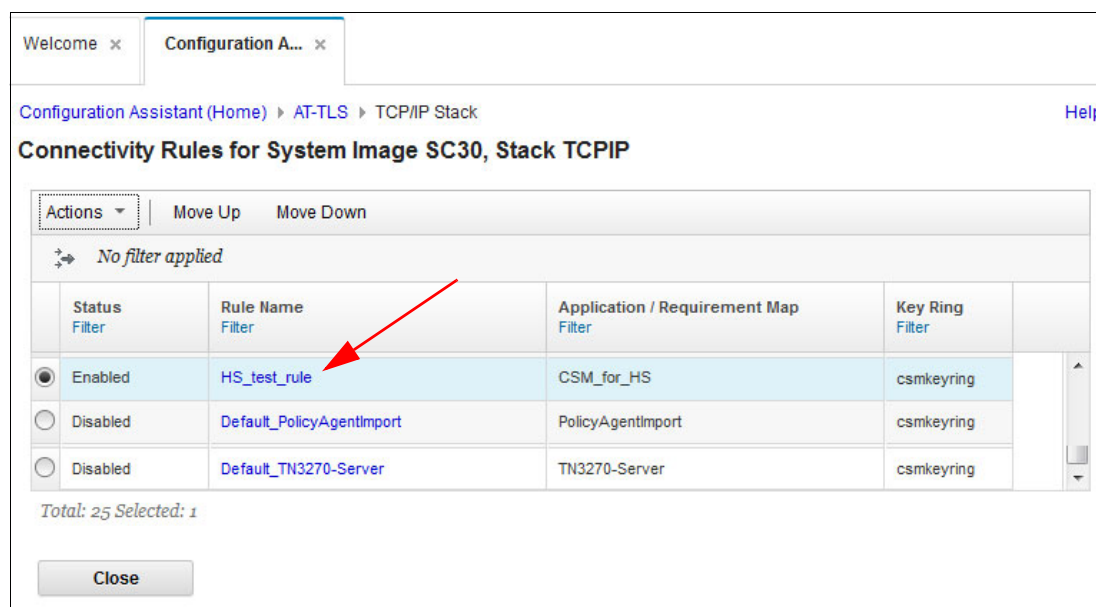 Welcome × Configuration A... ×
Configuration Assistant (Home) ▸ AT-TLS ▸ TCP/IP Stack Help
Connectivity Rules for System Image SC30, Stack TCPIP
Actions Move Up Move Down
No filter applied
Status Rule Name Application / Requirement Map Key Ring
Filter Filter Filter Filter
Enabled HS_test_rule CSM_for_HS csmkeyring
Disabled Default_PolicyAgentImport PolicyAgentImport csmkeyring
Disabled Default_TN3270-Server TN3270-Server csmkeyring
Total: 25 Selected: 1
Close